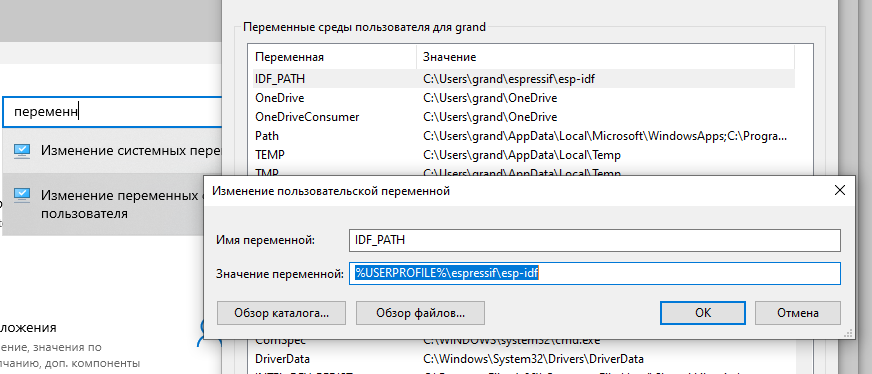 Переменные среды пользователя для grand
Переменная Значение
IDF_PATH C:\Users\grand\espressif\esp-idf
OneDrive C:\Users\grand\OneDrive
OneDriveConsumer C:\Users\grand\OneDrive
Path C:\Users\grand\AppData\Local\Microsoft\WindowsApps;C:\Progra...
TEMP C:\Users\grand\AppData\Local\Temp
TMP C:\Users\grand\AppData\Local\Temp
переменн
Изменение системных пере
Изменение переменных с
пользователя
Изменение пользовательской переменной
Имя переменной: IDF_PATH
Значение переменной: %USERPROFILE%\espressif\esp-idf
Обзор каталога... Обзор файлов... ОК Отмена
ложения
ение, значения по
лчанию, доп. компоненты
ComSpec C:\WINDOWS\system32\cmd.exe
DriverData C:\Windows\System32\Drivers\DriverData